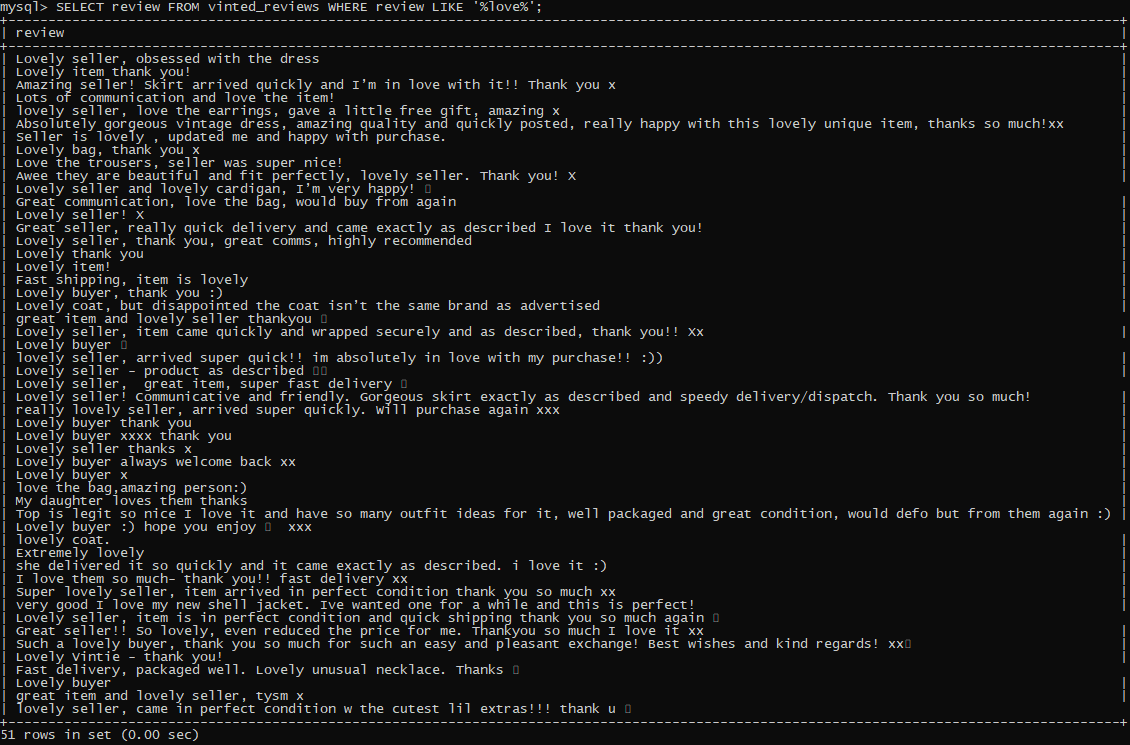 mysql> SELECT review FROM vinted_reviews WHERE review LIKE '%love%';
review
Lovely seller, obsessed with the dress
Lovely item thank you!
Amazing seller! Skirt arrived quickly and I’m in love with it!! Thank you x
Lots of communication and love the item!
lovely seller, love the earrings, gave a little free gift, amazing x
Absolutely gorgeous vintage dress, amazing quality and quickly posted, really happy with this lovely unique item, thanks so much!xx
Seller is lovely , updated me and happy with purchase.
Lovely bag, thank you x
Love the trousers, seller was super nice!
Awee they are beautiful and fit perfectly, lovely seller. Thank you! X
Lovely seller and lovely cardigan, I’m very happy!
Great communication, love the bag, would buy from again
Lovely seller! X
Great seller, really quick delivery and came exactly as described I love it thank you!
Lovely seller, thank you, great comms, highly recommended
Lovely thank you
Lovely item!
Fast shipping, item is lovely
Lovely buyer, thank you :)
Lovely coat, but disappointed the coat isn’t the same brand as advertised
great item and lovely seller thankyou
Lovely seller, item came quickly and wrapped securely and as described, thank you!! Xx
Lovely buyer
lovely seller, arrived super quick!! im absolutely in love with my purchase!! :))
Lovely seller - product as described
Lovely seller,  great item, super fast delivery
Lovely seller! Communicative and friendly. Gorgeous skirt exactly as described and speedy delivery/dispatch. Thank you so much!
really lovely seller, arrived super quickly. Will purchase again xxx
Lovely buyer thank you
Lovely buyer xxxx thank you
Lovely seller thanks x
Lovely buyer always welcome back xx
Lovely buyer x
love the bag,amazing person:)
My daughter loves them thanks
Top is legit so nice I love it and have so many outfit ideas for it, well packaged and great condition, would defo but from them again :)
Lovely buyer :) hope you enjoy   xxx
lovely coat.
Extremely lovely
she delivered it so quickly and it came exactly as described. i love it :)
I love them so much- thank you!! fast delivery xx
Super lovely seller, item arrived in perfect condition thank you so much xx
very good I love my new shell jacket. Ive wanted one for a while and this is perfect!
Lovely seller, item is in perfect condition and quick shipping thank you so much again
Great seller!! So lovely, even reduced the price for me. Thankyou so much I love it xx
Such a lovely buyer, thank you so much for such an easy and pleasant exchange! Best wishes and kind regards! xx
Lovely Vintie - thank you!
Fast delivery, packaged well. Lovely unusual necklace. Thanks
Lovely buyer
great item and lovely seller, tysm x
lovely seller, came in perfect condition w the cutest lil extras!!! thank u
51 rows in set (0.00 sec)